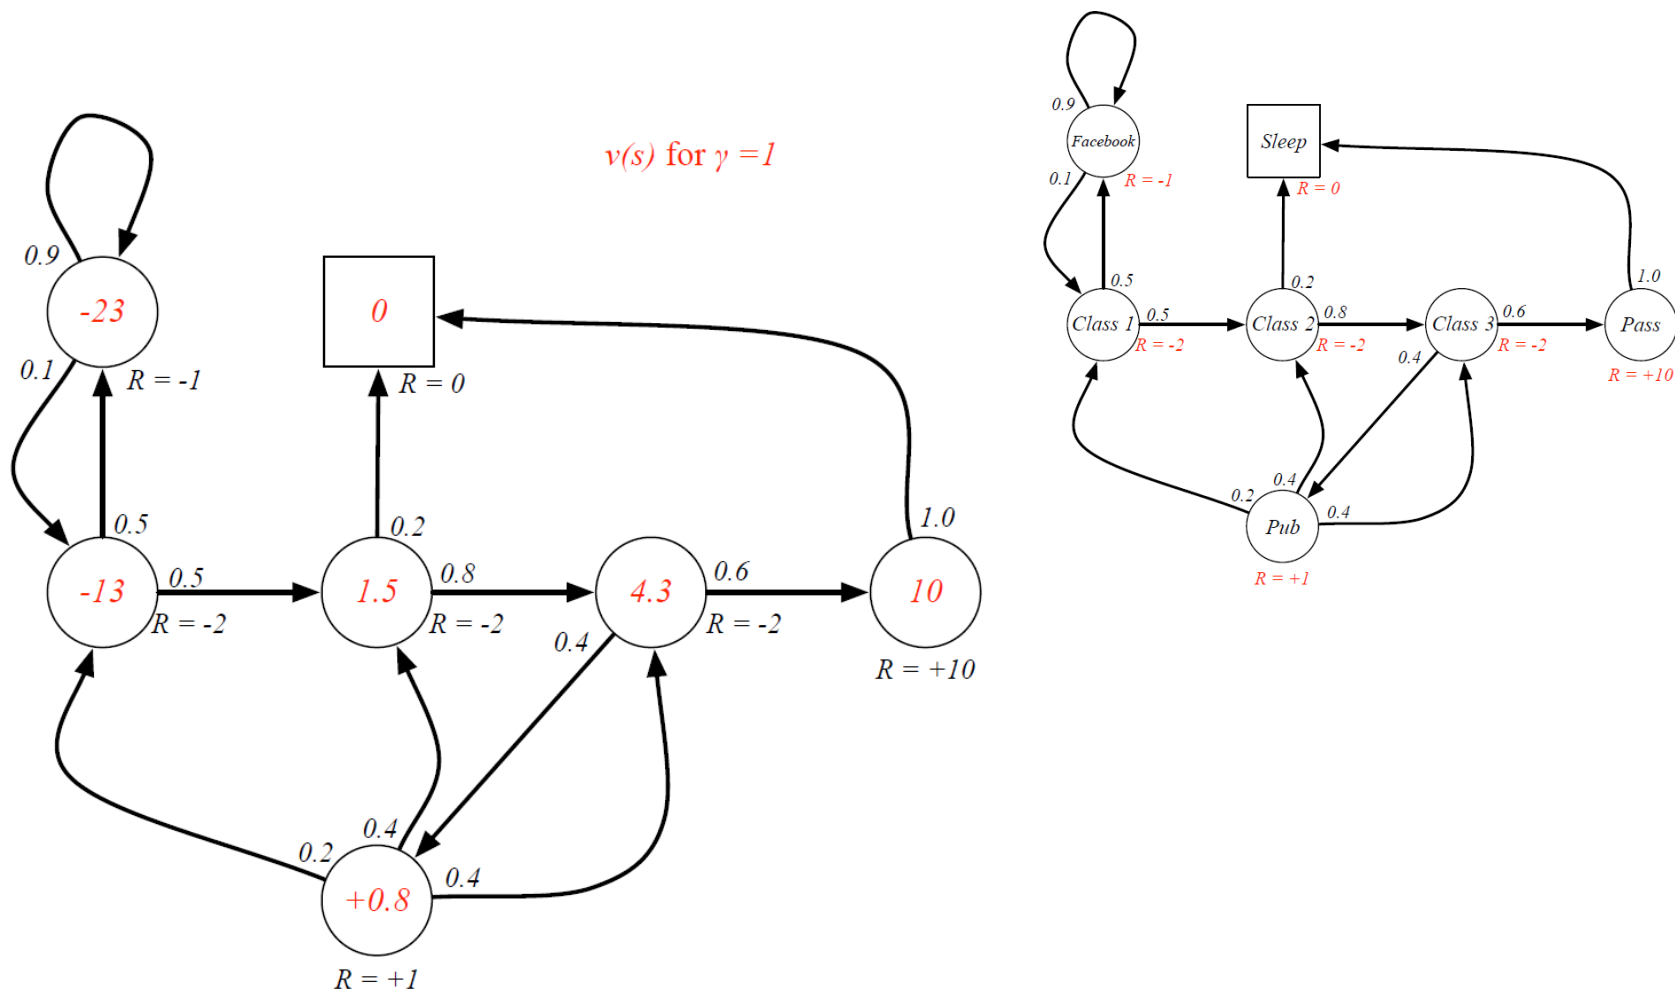 v(s) for γ =1
0.9
-23
0.1
R = -1
0
R = 0
0.5
-13
0.5
R = -2
0.2
1.5
0.8
R = -2
4.3
0.6
R = -2
0.4
1.0
10
R = +10
0.2
0.4
0.4
+0.8
R = +1
0.9
Facebook
0.1
R = -1
Sleep
R = 0
0.5
Class 1
0.5
R = -2
0.2
Class 2
0.8
R = -2
Class 3
0.6
R = -2
0.4
1.0
Pass
R = +10
0.2
0.4
0.4
Pub
R = +1